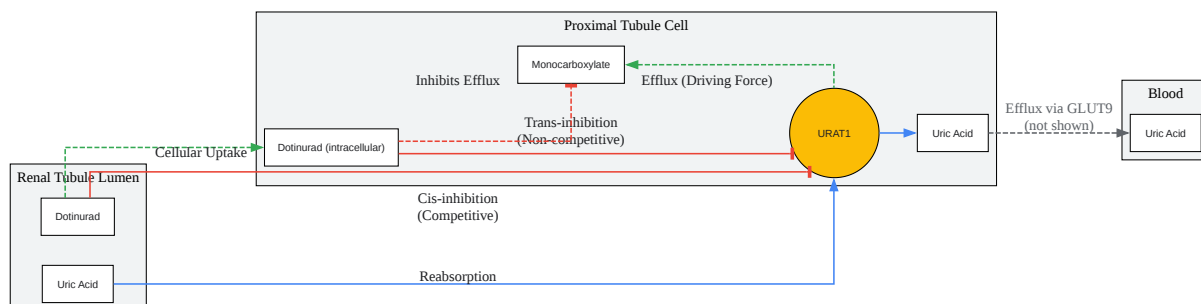 Proximal Tubule Cell
Monocarboxylate
Inhibits Efflux
Efflux (Driving Force)
Trans-inhibition
(Non-competitive)
Dotinurad (intracellular)
URAT1
Uric Acid
Efflux via GLUT9
(not shown)
Blood
Uric Acid
Cellular Uptake
Renal Tubule Lumen
Dotinurad
Cis-inhibition
(Competitive)
Uric Acid
Reabsorption